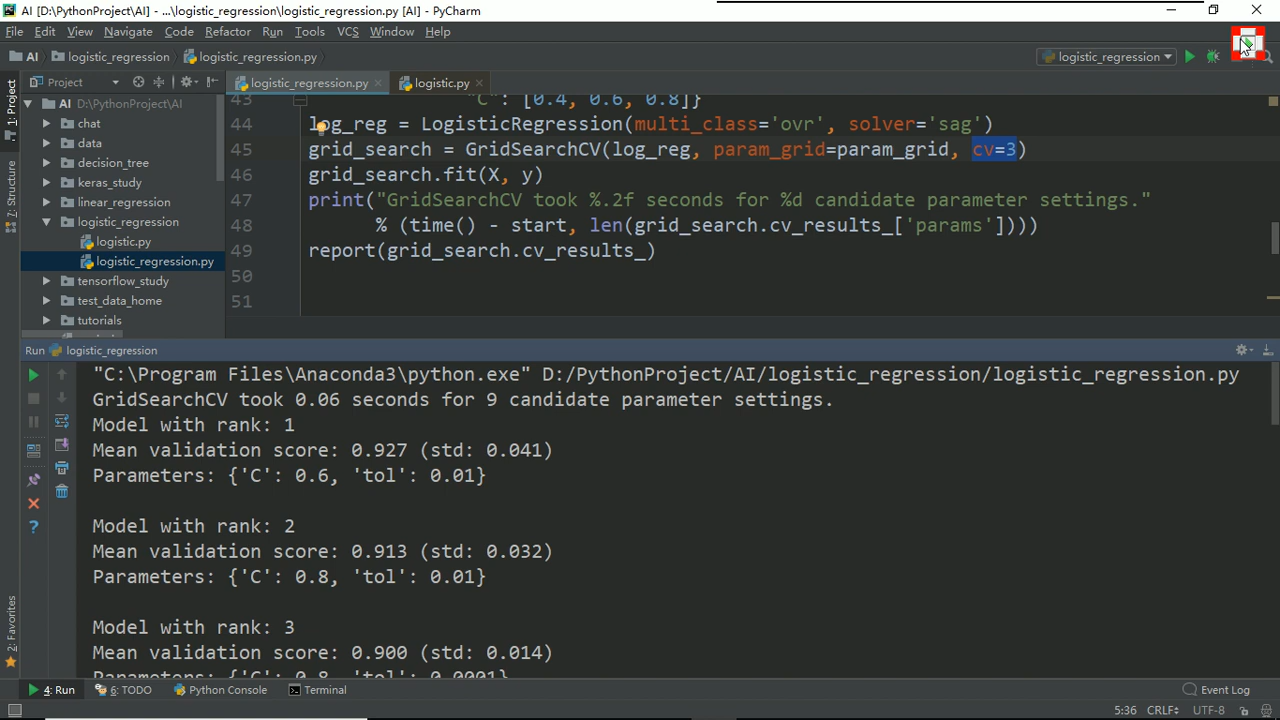 AI [D:\PythonProject\AI] - ...\logistic_regression\logistic_regression.py [AI] - PyCharm
File Edit View Navigate Code Refactor Run Tools VCS Window Help
AI logistic_regression logistic_regression.py logistic_regression
Project logistic_regression.py logistic.py
1: Project
7: Structure
2: Favorites
AI D:\PythonProject\AI
chat
data
decision_tree
keras_study
linear_regression
logistic_regression
logistic.py
logistic_regression.py
tensorflow_study
test_data_home
tutorials
43 "C": [0.4, 0.6, 0.8]}
44 log_reg = LogisticRegression(multi_class='ovr', solver='sag')
45 grid_search = GridSearchCV(log_reg, param_grid=param_grid, cv=3)
46 grid_search.fit(X, y)
47 print("GridSearchCV took %.2f seconds for %d candidate parameter settings."
48 % (time() - start, len(grid_search.cv_results_['params'])))
49 report(grid_search.cv_results_)
50
51
Run logistic_regression
"C:\Program Files\Anaconda3\python.exe" D:/PythonProject/AI/logistic_regression/logistic_regression.py
GridSearchCV took 0.06 seconds for 9 candidate parameter settings.
Model with rank: 1
Mean validation score: 0.927 (std: 0.041)
Parameters: {'C': 0.6, 'tol': 0.01}
Model with rank: 2
Mean validation score: 0.913 (std: 0.032)
Parameters: {'C': 0.8, 'tol': 0.01}
Model with rank: 3
Mean validation score: 0.900 (std: 0.014)
Parameters: {'C': 0.8, 'tol': 0.0001}
4: Run 6: TODO Python Console Terminal Event Log
5:36 CRLF UTF-8